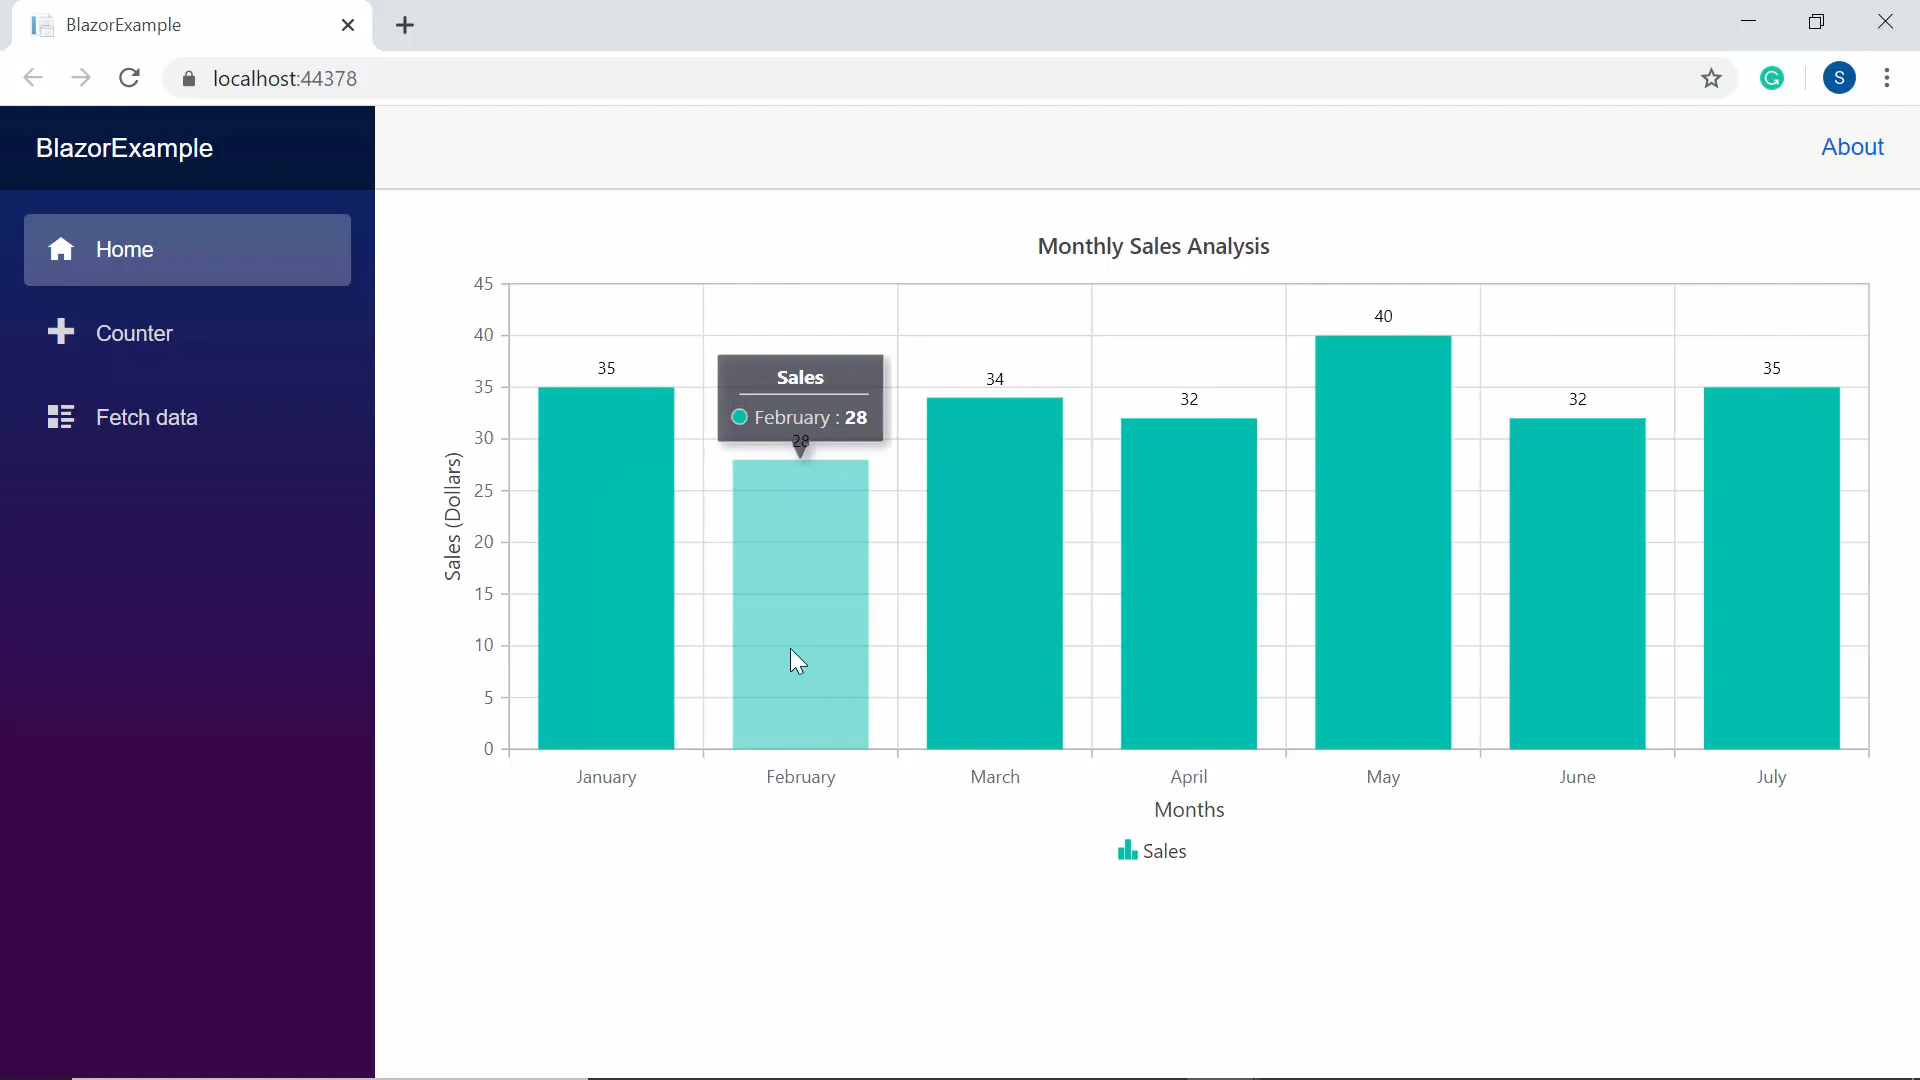 BlazorExample
localhost:44378
S
BlazorExample
About
Home
Counter
Fetch data
Monthly Sales Analysis
Sales (Dollars)
45
40
35
30
25
20
15
10
5
0
35
28
34
32
40
32
35
Sales
February : 28
January
February
March
April
May
June
July
Months
Sales